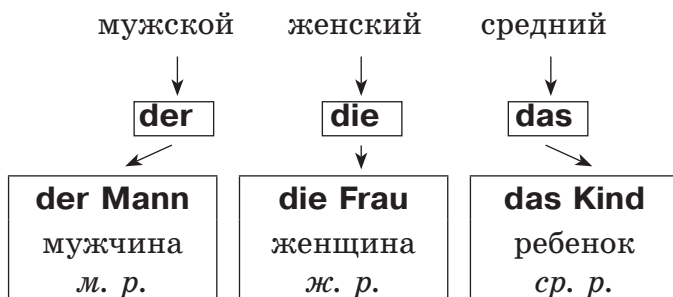 мужской женский средний
der die das
der Mann die Frau das Kind
мужчина женщина ребенок
м. р. ж. р. ср. р.